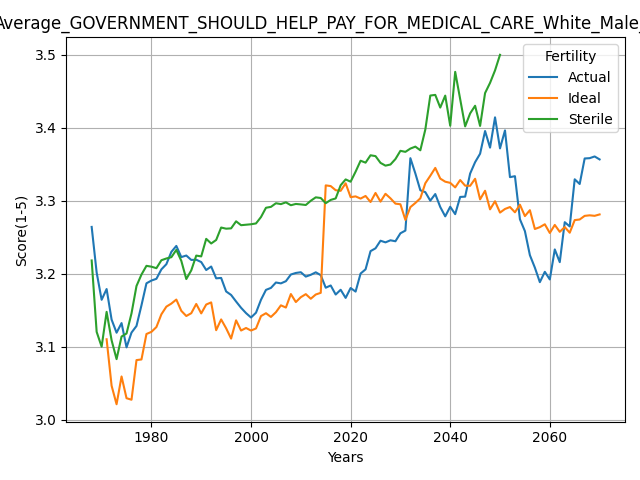 Average_GOVERNMENT_SHOULD_HELP_PAY_FOR_MEDICAL_CARE_White_Male_
Fertility
Actual
Ideal
Sterile
Score(1-5)
3.5
3.4
3.3
3.2
3.1
3.0
1980 2000 2020 2040 2060
Years